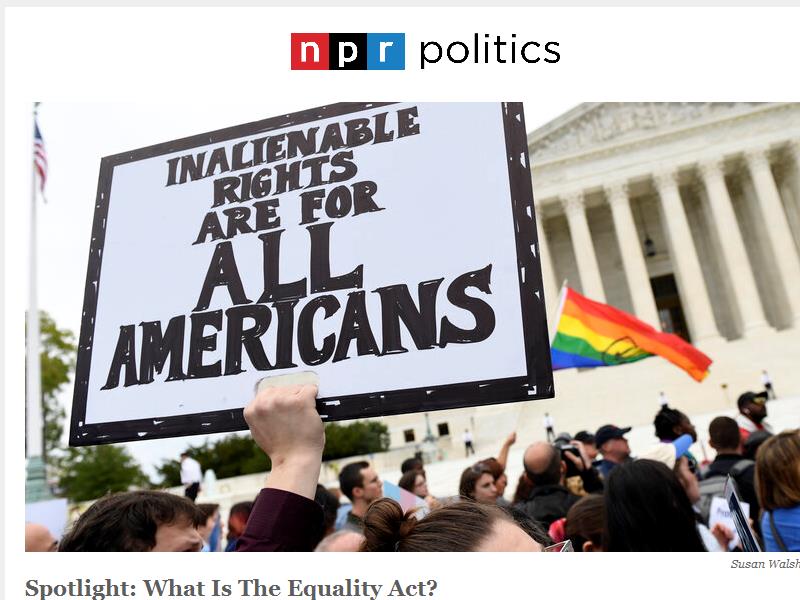 npr politics
INALIENABLE
RIGHTS
ARE FOR
ALL
AMERICANS
Susan Walsh
Spotlight: What Is The Equality Act?